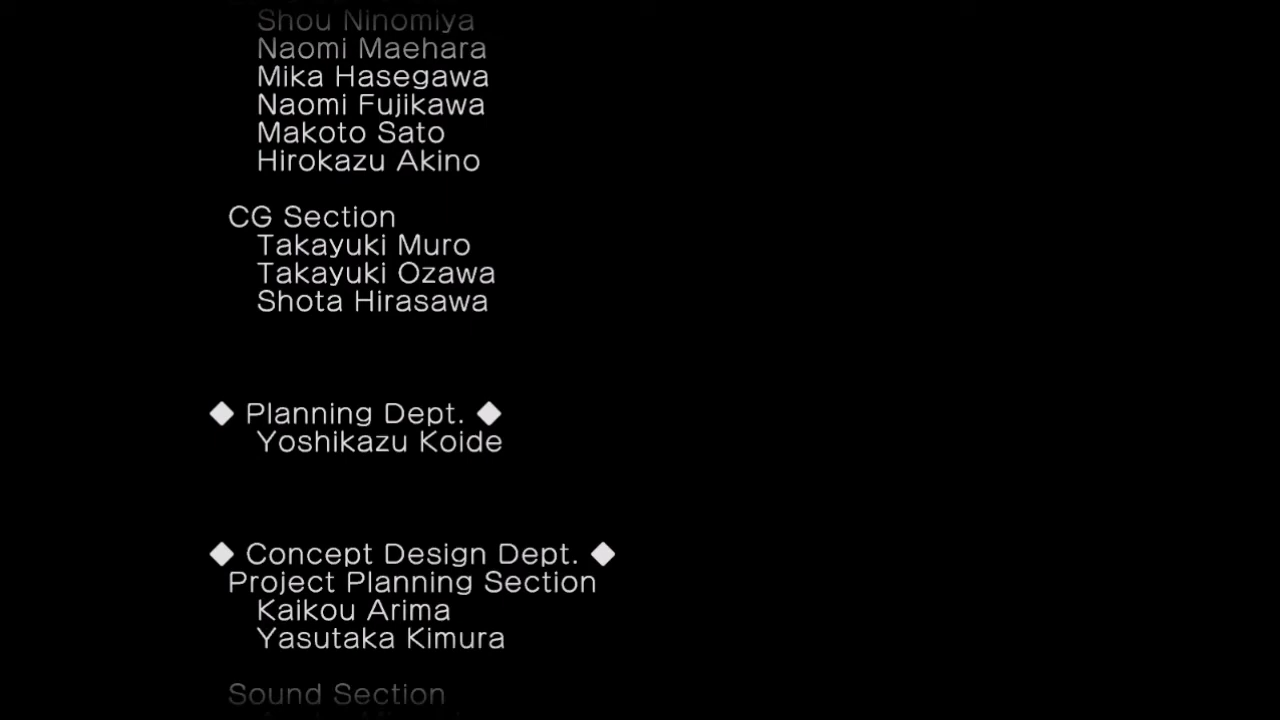 Shou Ninomiya
Naomi Maehara
Mika Hasegawa
Naomi Fujikawa
Makoto Sato
Hirokazu Akino
CG Section
Takayuki Muro
Takayuki Ozawa
Shota Hirasawa
◆ Planning Dept. ◆
Yoshikazu Koide
◆ Concept Design Dept. ◆
Project Planning Section
Kaikou Arima
Yasutaka Kimura
Sound Section